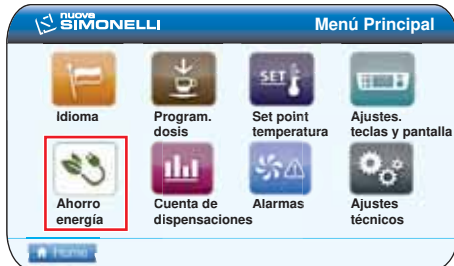 nuova
SIMONELLI
Menú Principal
SET
Idioma
Program.
dosis
Set point
temperatura
Ajustes.
teclas y pantalla
Ahorro
energía
Cuenta de
dispensaciones
Alarmas
Ajustes
técnicos
Home